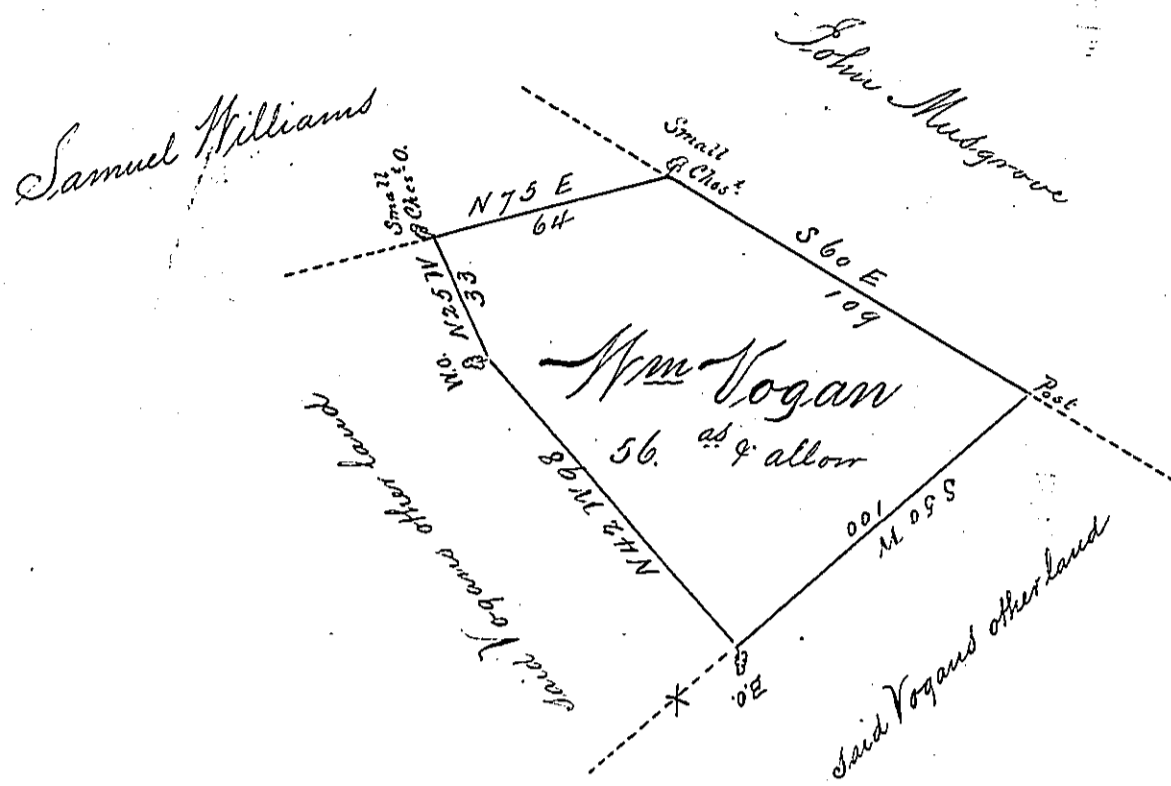 Samuel Williams
John Musgrove
Small
Chest.
Small
Chest. O.
N 75 E
64
S 60 E
109
N 25 W
33
W.O.
Wm Vogan
56. as & allow
Post
N 42 W 98
S 50 W
100
B.O.
Said Vogans other land
Said Vogans other land